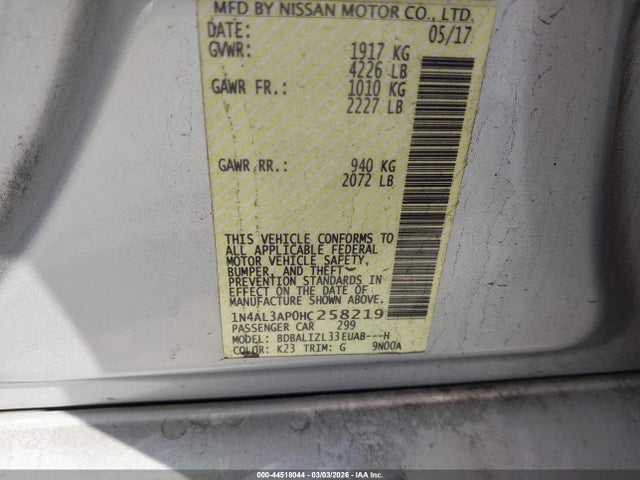 MFD BY NISSAN MOTOR CO., LTD.
DATE: 05/17
GVWR: 1917 KG
4226 LB
GAWR FR.: 1010 KG
2227 LB
GAWR RR.: 940 KG
2072 LB
THIS VEHICLE CONFORMS TO
ALL APPLICABLE FEDERAL
MOTOR VEHICLE SAFETY,
BUMPER, AND THEFT
PREVENTION STANDARDS IN
EFFECT ON THE DATE OF
MANUFACTURE SHOWN ABOVE.
1N4AL3AP0HC258219
PASSENGER CAR 299
MODEL: BDBALIZL33EUAB---H
COLOR: K23 TRIM: G 9N00A
000-44518044 | 03/03/2026 - IAA Inc.